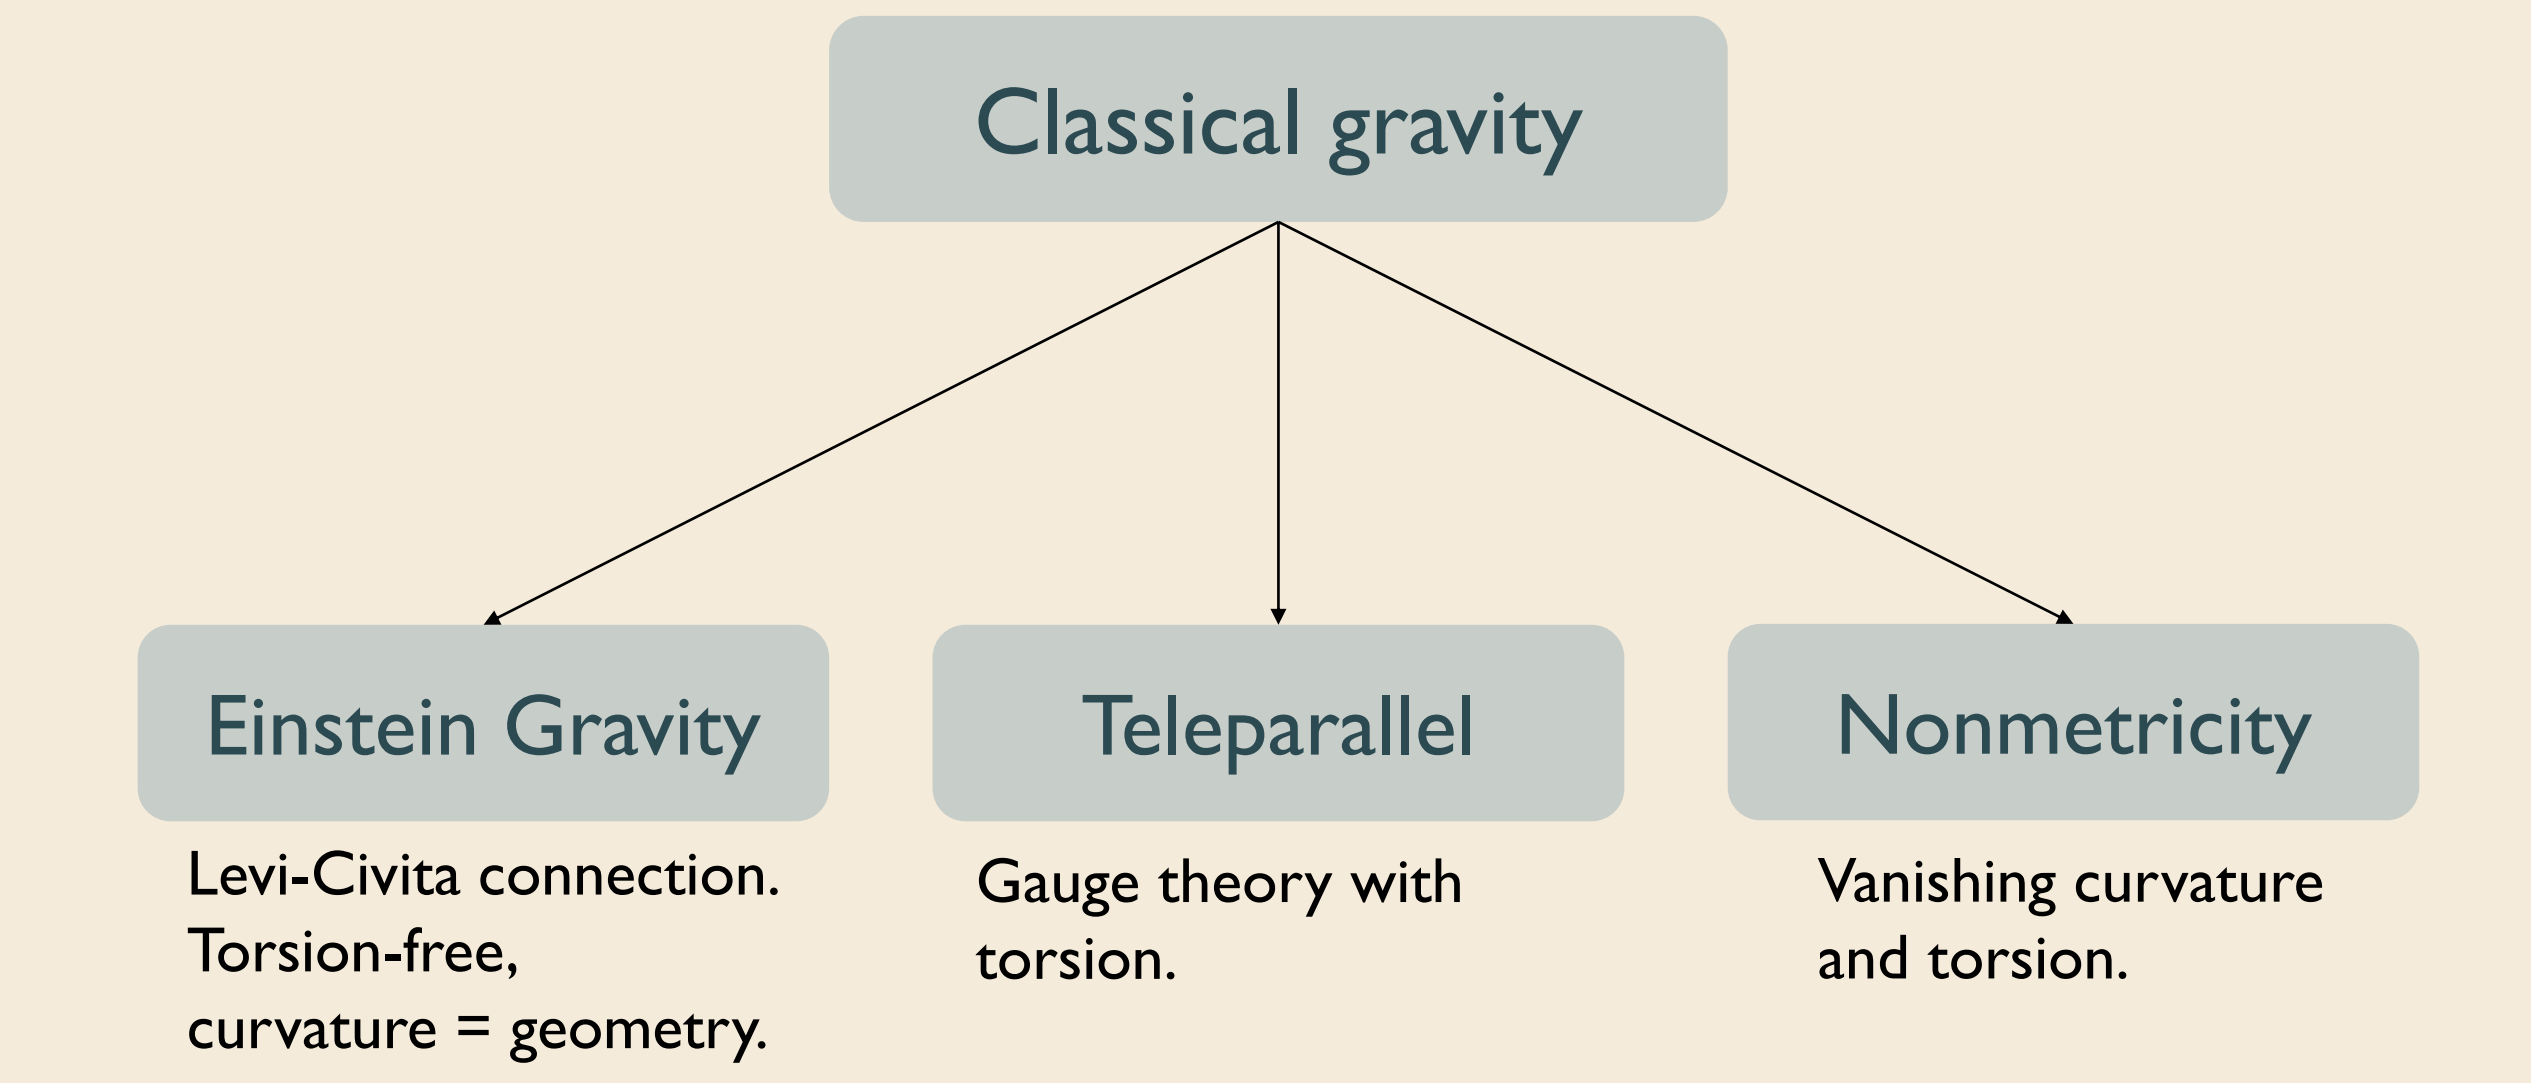 Classical gravity
Einstein Gravity
Teleparallel
Nonmetricity
Levi-Civita connection.
Torsion-free,
curvature = geometry.
Gauge theory with
torsion.
Vanishing curvature
and torsion.